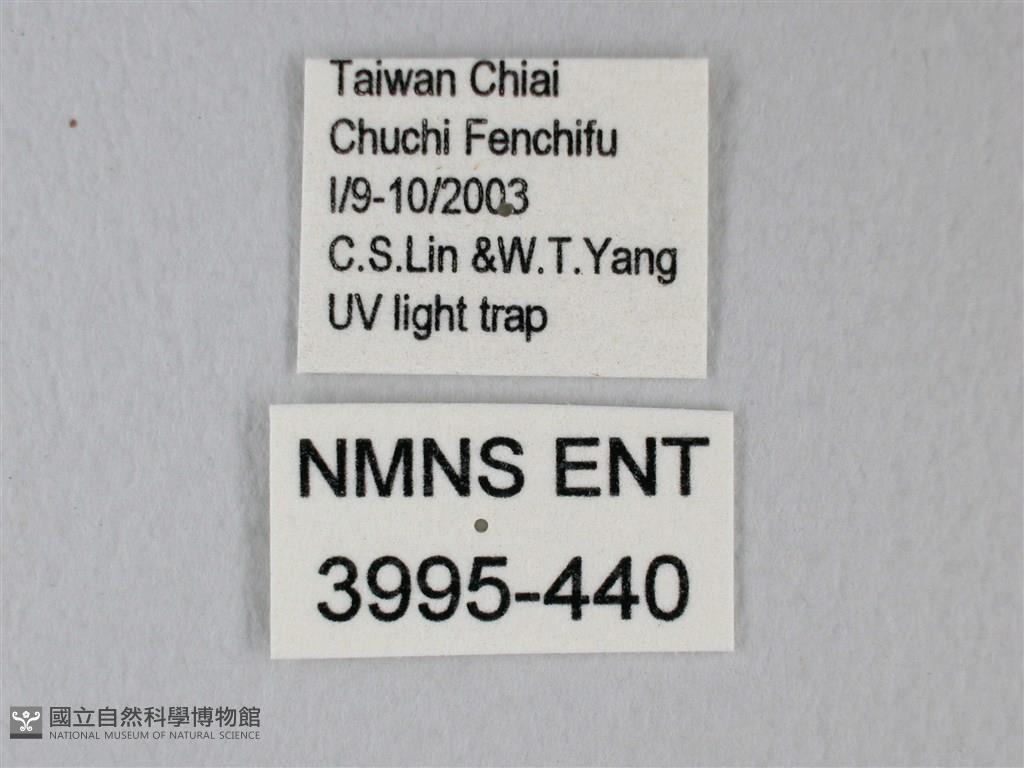 Taiwan Chiai
Chuchi Fenchifu
I/9-10/2003
C.S.Lin &W.T.Yang
UV light trap
NMNS ENT
3995-440
國立自然科學博物館
NATIONAL MUSEUM OF NATURAL SCIENCE